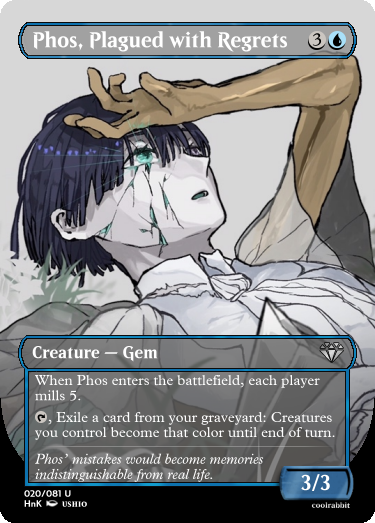 Phos, Plagued with Regrets 3
Creature — Gem
When Phos enters the battlefield, each player
mills 5.
, Exile a card from your graveyard: Creatures
you control become that color until end of turn.
Phos' mistakes would become memories
indistinguishable from real life.
3/3
020/081 U
HnK USHIO
coolrabbit